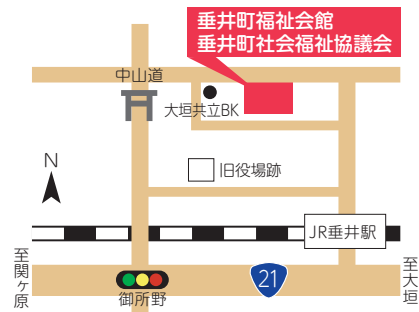 垂井町福祉会館
垂井町社会福祉協議会
中山道
大垣共立BK
N
旧役場跡
JR垂井駅
至関ヶ原
至大垣
21
御所野